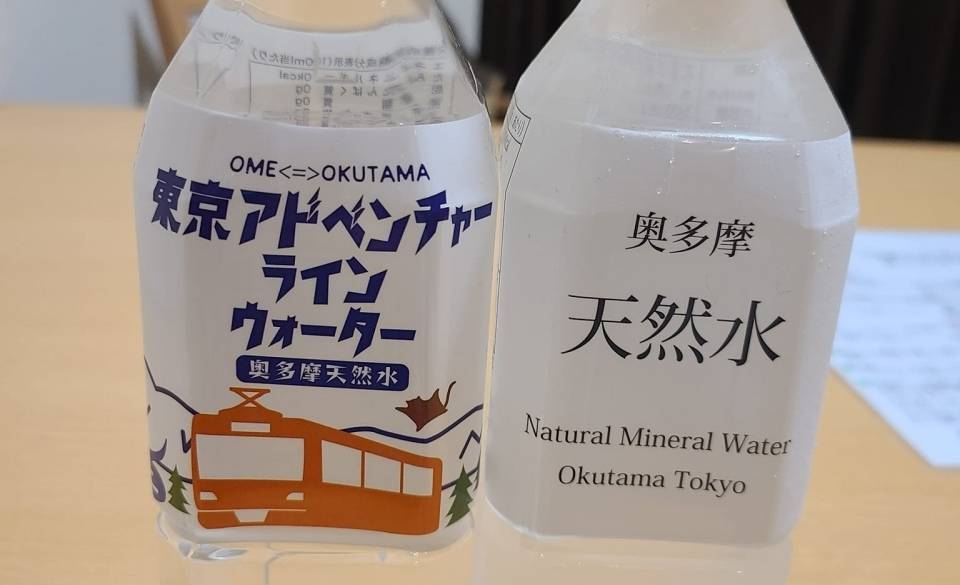 OME<=>OKUTAMA
東京アドベンチャー
ライン
ウォーター
奥多摩天然水
奥多摩
天然水
Natural Mineral Water
Okutama Tokyo